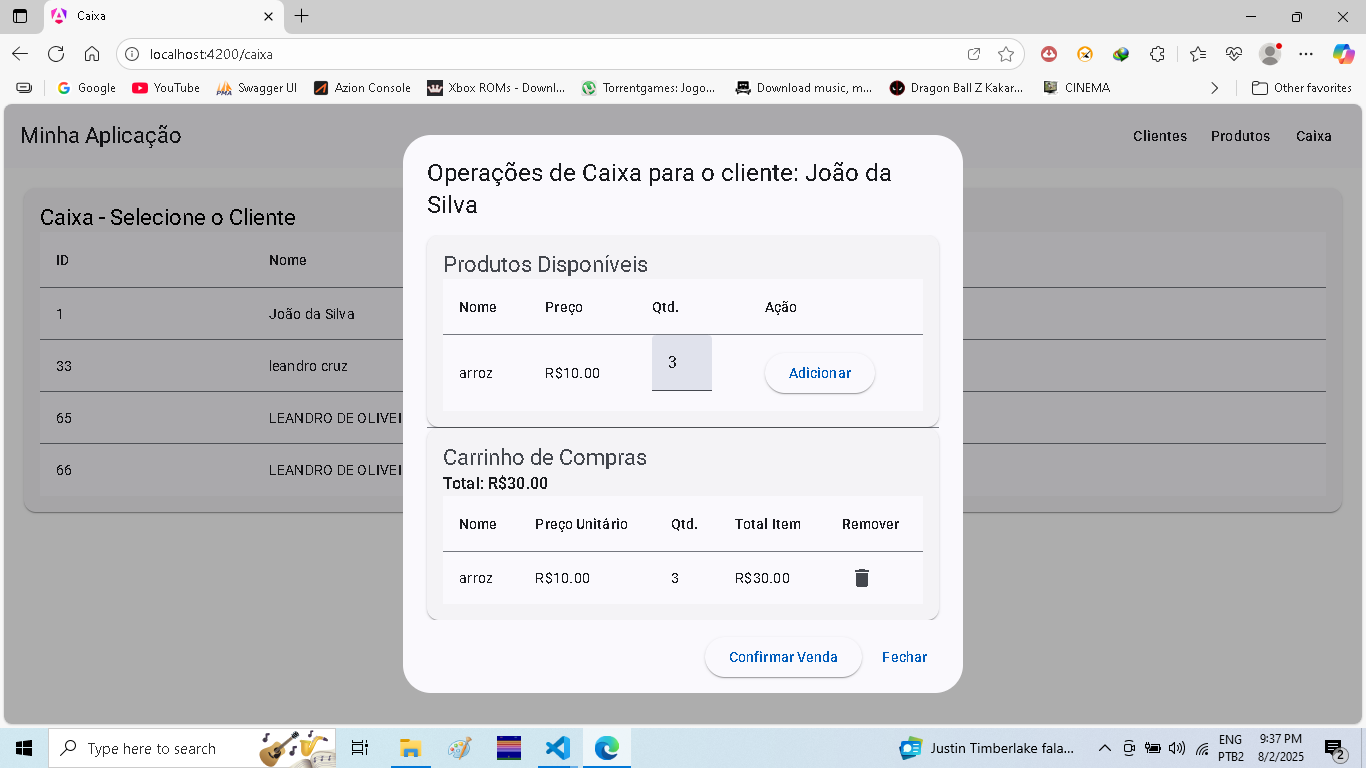 Caixa
localhost:4200/caixa
Google YouTube Swagger UI Azion Console Xbox ROMs - Downl... Torrentgames: Jogo... Download music, m... Dragon Ball Z Kakar... CINEMA Other favorites
Minha Aplicação Clientes Produtos Caixa
Caixa - Selecione o Cliente
ID Nome
1 João da Silva
33 leandro cruz
65 LEANDRO DE OLIVEI
66 LEANDRO DE OLIVEI
Operações de Caixa para o cliente: João da
Silva
Produtos Disponíveis
Nome Preço Qtd. Ação
arroz R$10.00 3 Adicionar
Carrinho de Compras
Total: R$30.00
Nome Preço Unitário Qtd. Total Item Remover
arroz R$10.00 3 R$30.00
Confirmar Venda Fechar
Type here to search
Justin Timberlake fala...
ENG
PTB2
9:37 PM
8/2/2025
2